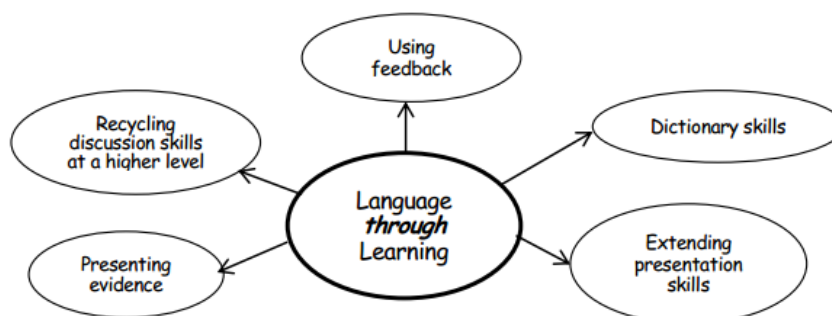 Using
feedback
Recycling
discussion skills
at a higher level
Dictionary skills
Language
through
Learning
Presenting
evidence
Extending
presentation
skills